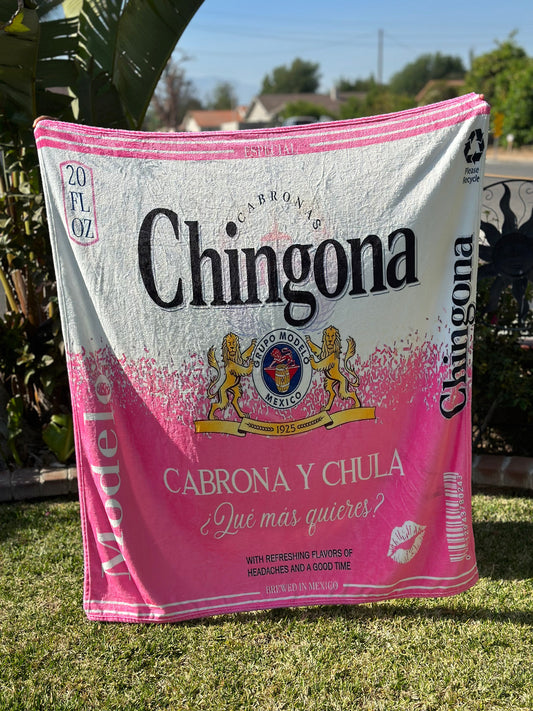 ESPECIAL
20
FL
OZ
Please
Recycle
CABRONAS
Chingona
Chingona
GRUPO MODELO
MEXICO
1925
Modelo
CABRONA Y CHULA
¿Qué más quieres?
WITH REFRESHING FLAVORS OF
HEADACHES AND A GOOD TIME
BREWED IN MEXICO